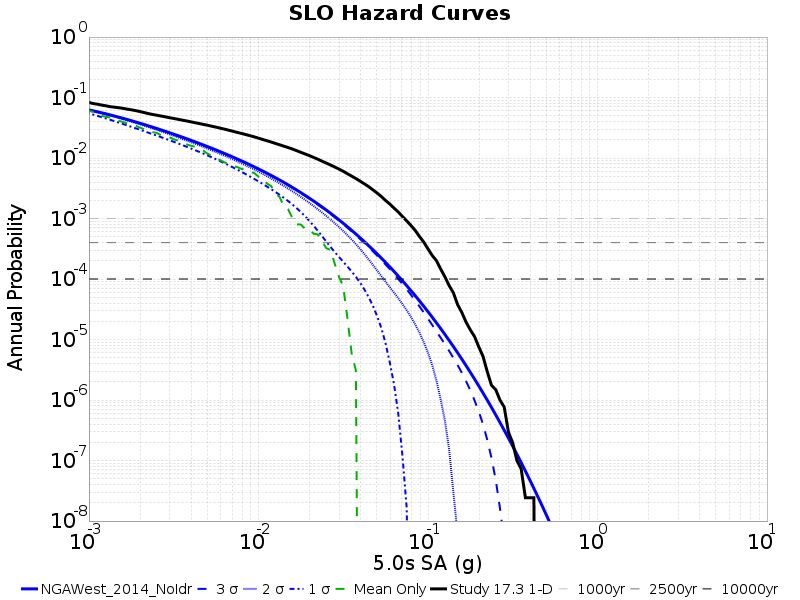 SLO Hazard Curves
10^0
10^-1
10^-2
10^-3
10^-4
10^-5
10^-6
10^-7
10^-8
Annual Probability
10^-3 10^-2 10^-1 10^0 10^1
5.0s SA (g)
NGAWest_2014_NoIdr 3 σ 2 σ 1 σ Mean Only Study 17.3 1-D 1000yr 2500yr 10000yr